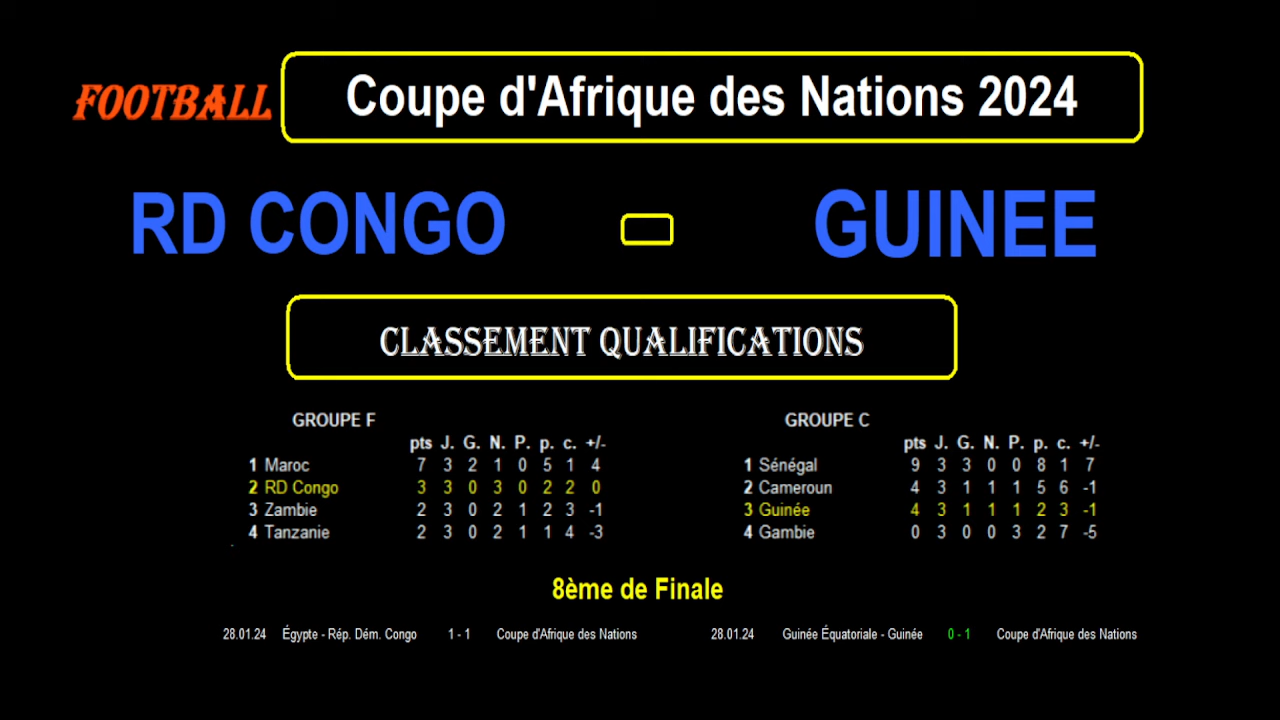 FOOTBALL Coupe d'Afrique des Nations 2024
RD CONGO GUINEE
CLASSEMENT QUALIFICATIONS
GROUPE F
pts J. G. N. P. p. c. +/-
1 Maroc 7 3 2 1 0 5 1 4
2 RD Congo 3 3 0 3 0 2 2 0
3 Zambie 2 3 0 2 1 2 3 -1
4 Tanzanie 2 3 0 2 1 1 4 -3
GROUPE C
pts J. G. N. P. p. c. +/-
1 Sénégal 9 3 3 0 0 8 1 7
2 Cameroun 4 3 1 1 1 5 6 -1
3 Guinée 4 3 1 1 1 2 3 -1
4 Gambie 0 3 0 0 3 2 7 -5
8ème de Finale
28.01.24 Égypte - Rép. Dém. Congo 1 - 1 Coupe d'Afrique des Nations
28.01.24 Guinée Équatoriale - Guinée 0 - 1 Coupe d'Afrique des Nations